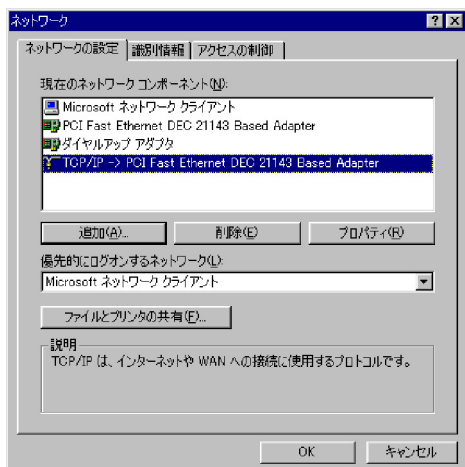 ネットワーク
ネットワークの設定 識別情報 アクセスの制御
現在のネットワーク コンポーネント(N):
Microsoft ネットワーク クライアント
PCI Fast Ethernet DEC 21143 Based Adapter
ダイヤルアップ アダプタ
TCP/IP -> PCI Fast Ethernet DEC 21143 Based Adapter
追加(A)... 削除(E) プロパティ(R)
優先的にログオンするネットワーク(L):
Microsoft ネットワーク クライアント
ファイルとプリンタの共有(F)...
説明
TCP/IP は、インターネットや WAN への接続に使用するプロトコルです。
OK キャンセル